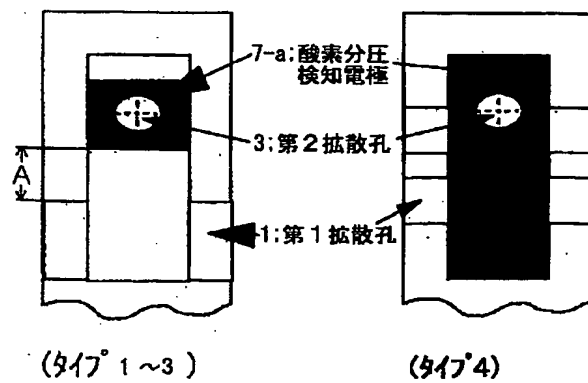 7-a;酸素分圧
検知電極
3;第2拡散孔
A
1;第1拡散孔
(タイプ 1~3)
(タイプ4)